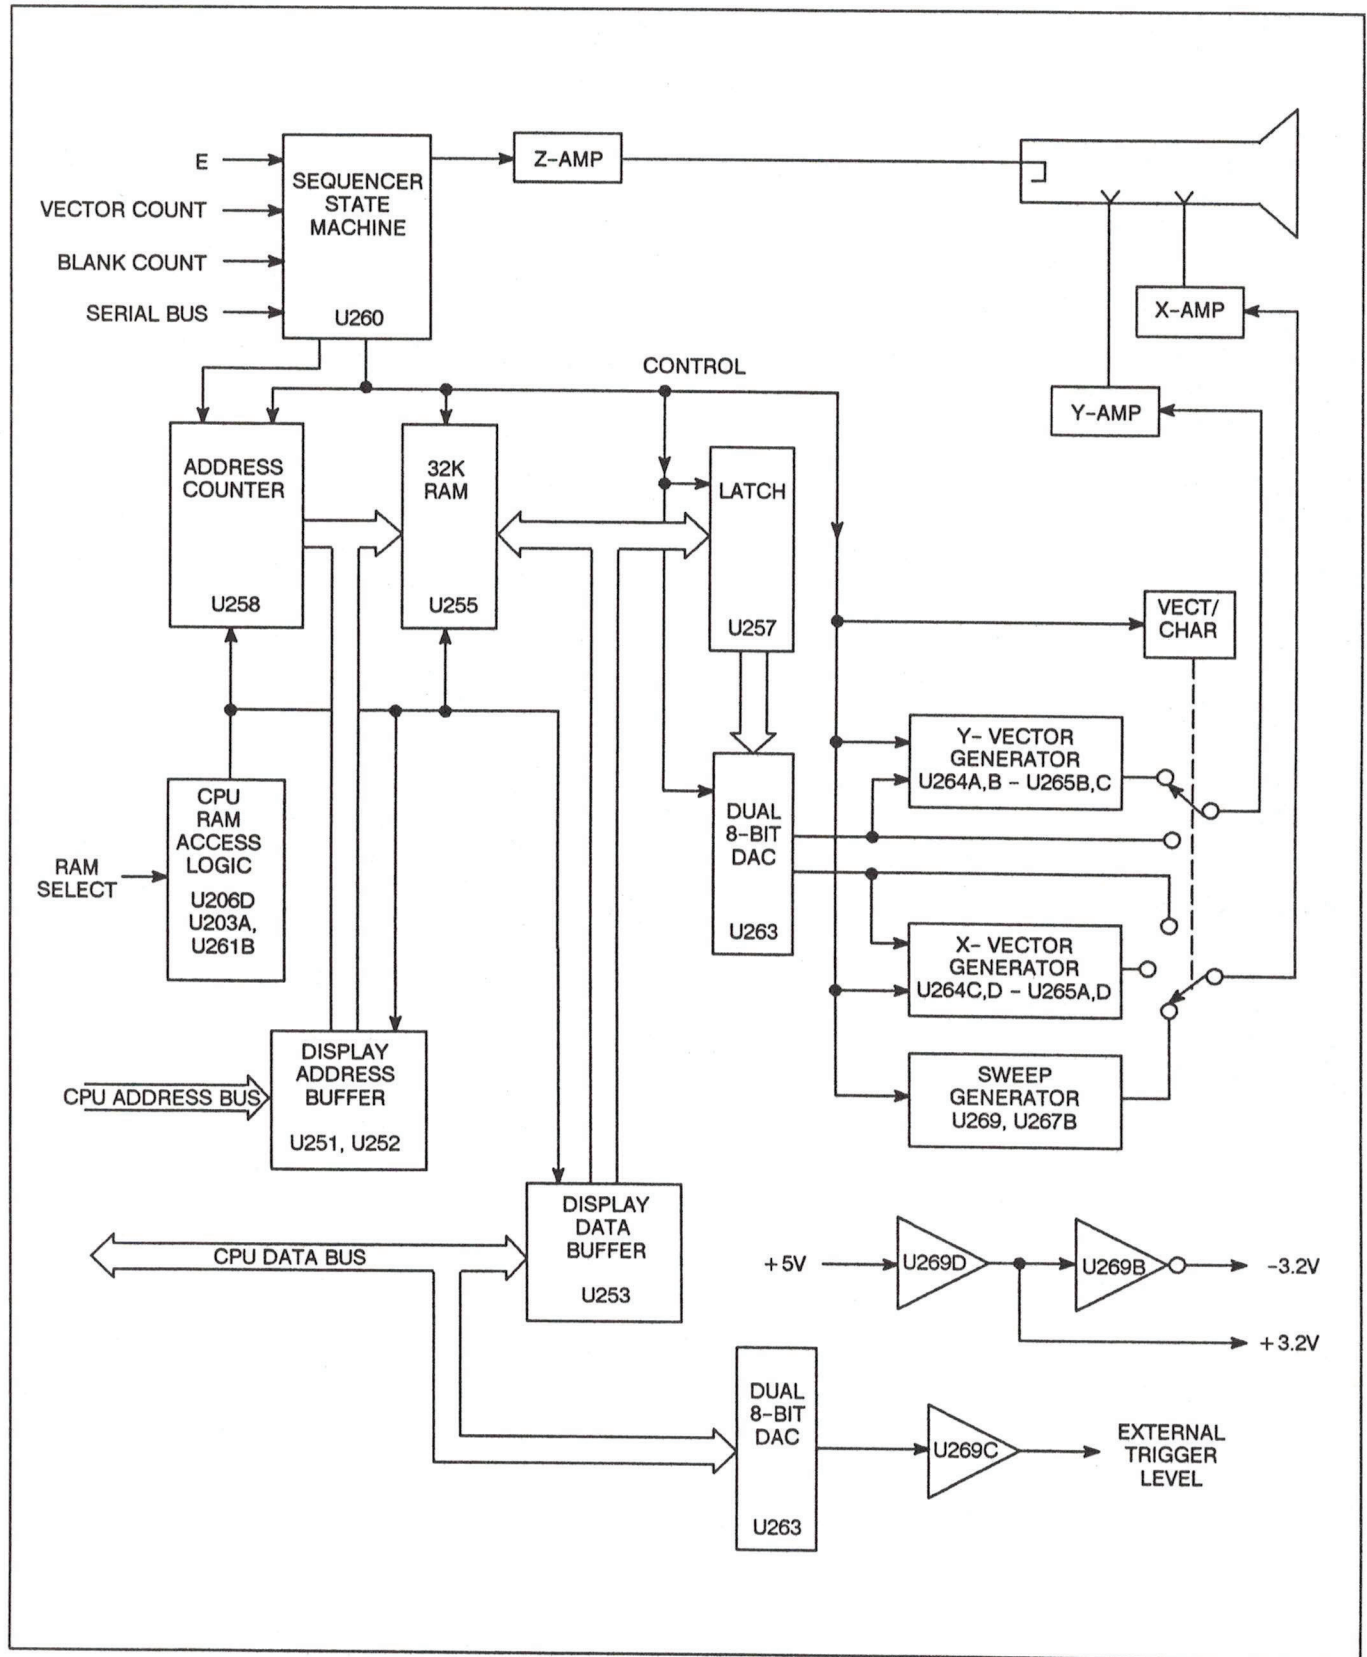 E
VECTOR COUNT
BLANK COUNT
SERIAL BUS
SEQUENCER
STATE
MACHINE
U260
Z-AMP
X-AMP
Y-AMP
CONTROL
ADDRESS
COUNTER
U258
32K
RAM
U255
LATCH
U257
VECT/
CHAR
RAM
SELECT
CPU
RAM
ACCESS
LOGIC
U206D
U203A,
U261B
DUAL
8-BIT
DAC
U263
Y- VECTOR
GENERATOR
U264A,B - U265B,C
X- VECTOR
GENERATOR
U264C,D - U265A,D
SWEEP
GENERATOR
U269, U267B
CPU ADDRESS BUS
DISPLAY
ADDRESS
BUFFER
U251, U252
CPU DATA BUS
DISPLAY
DATA
BUFFER
U253
+5V
U269D
U269B
-3.2V
+3.2V
DUAL
8-BIT
DAC
U263
U269C
EXTERNAL
TRIGGER
LEVEL